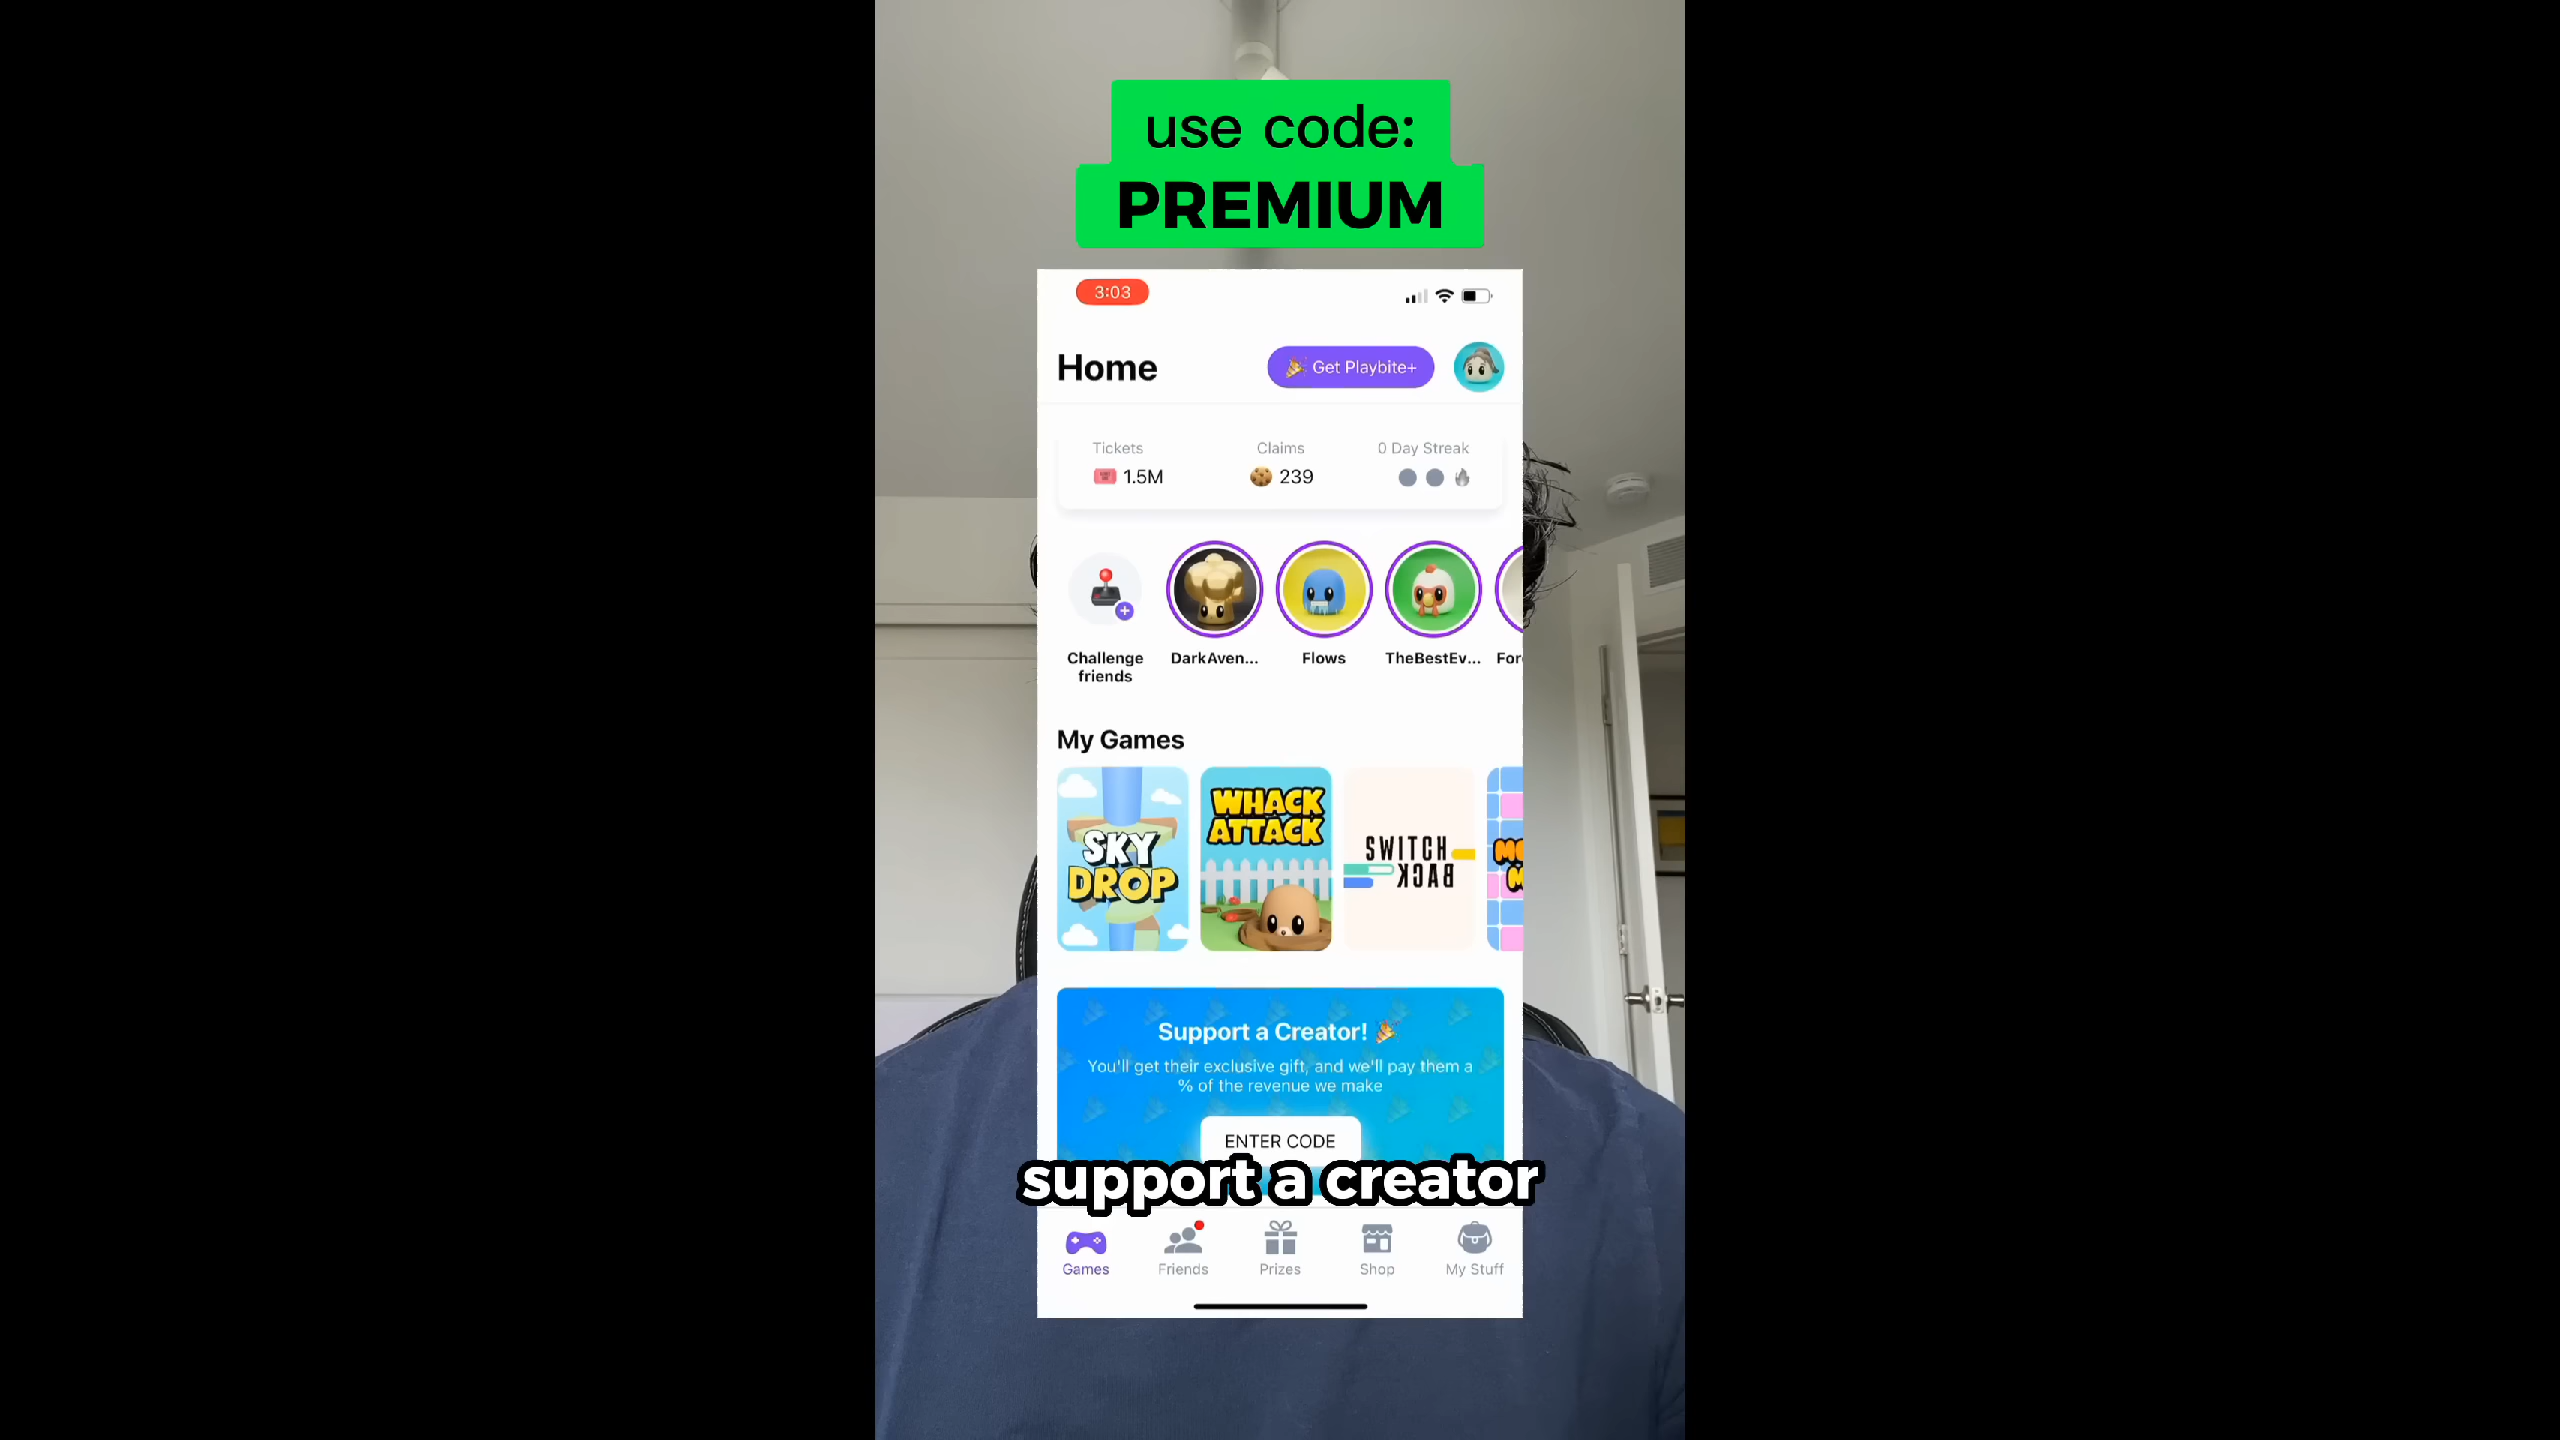 use code:
PREMIUM
3:03
Home
Get Playbite+
Tickets
Claims
0 Day Streak
1.5M
239
Challenge
friends
DarkAven...
Flows
TheBestEv...
For
My Games
SKY
DROP
WHACK
ATTACK
SWITCH
BACK
Support a Creator!
You'll get their exclusive gift, and we'll pay them a
% of the revenue we make
ENTER CODE
support a creator
Games
Friends
Prizes
Shop
My Stuff